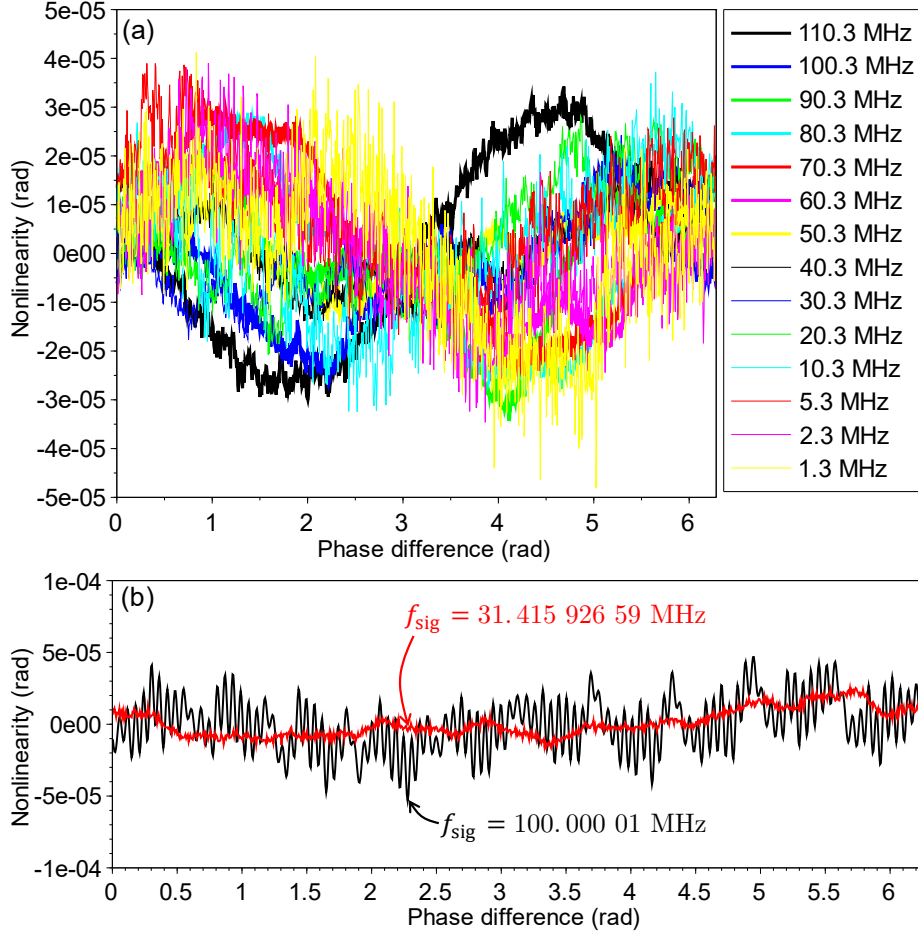 (a)
Nonlinearity (rad)
5e-05
4e-05
3e-05
2e-05
1e-05
0e00
-1e-05
-2e-05
-3e-05
-4e-05
-5e-05
0 1 2 3 4 5 6
Phase difference (rad)
110.3 MHz
100.3 MHz
90.3 MHz
80.3 MHz
70.3 MHz
60.3 MHz
50.3 MHz
40.3 MHz
30.3 MHz
20.3 MHz
10.3 MHz
5.3 MHz
2.3 MHz
1.3 MHz
(b)
Nonlinearity (rad)
1e-04
5e-05
0e00
-5e-05
-1e-04
f_sig = 31.415 926 59 MHz
f_sig = 100.000 01 MHz
0 0.5 1 1.5 2 2.5 3 3.5 4 4.5 5 5.5 6
Phase difference (rad)